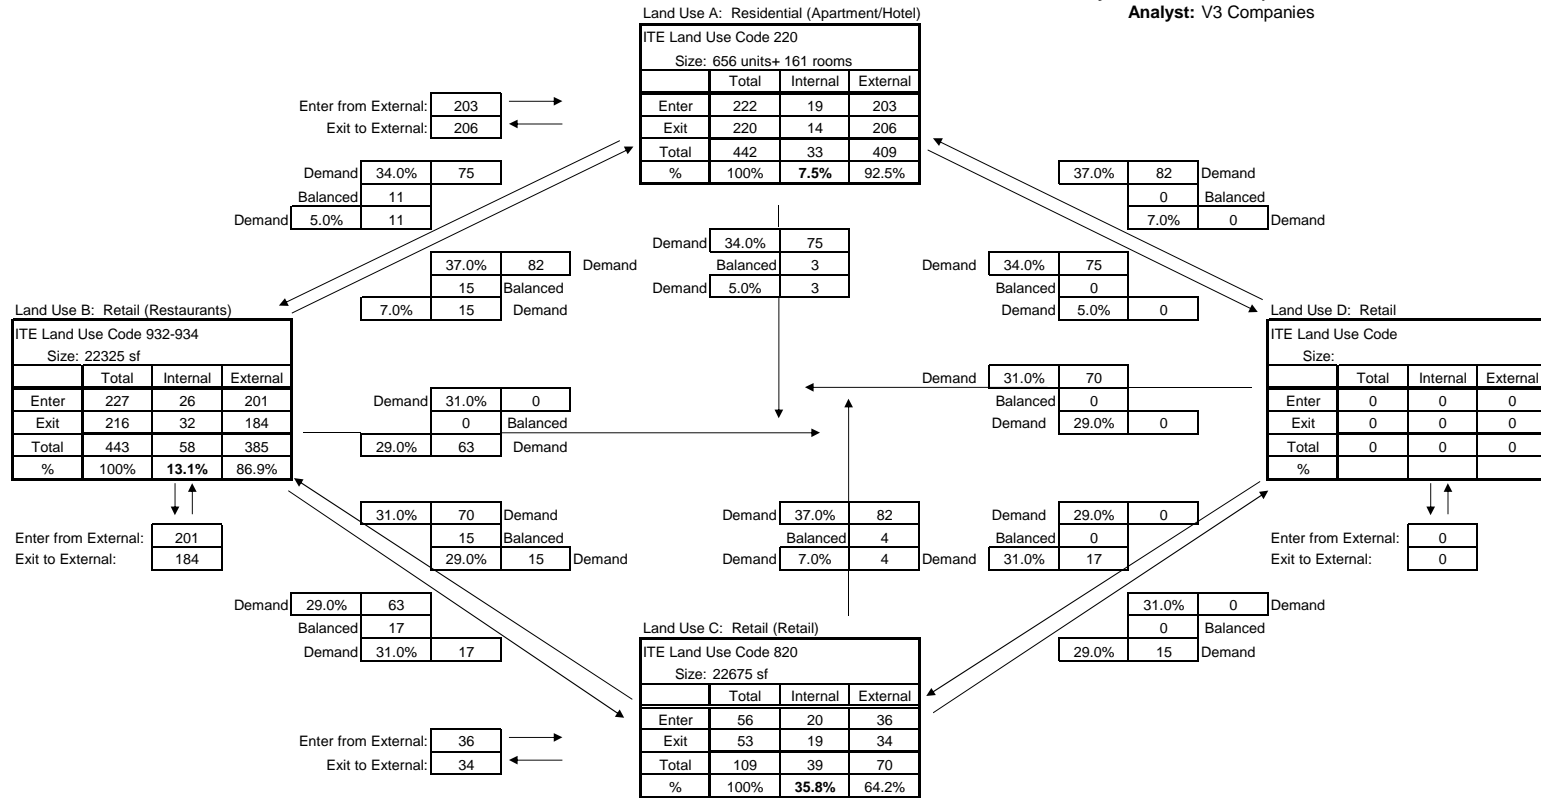 Analyst: V3 Companies
Land Use A: Residential (Apartment/Hotel)
ITE Land Use Code 220
Size: 656 units+ 161 rooms
Total Internal External
Enter 222 19 203
Exit 220 14 206
Total 442 33 409
% 100% 7.5% 92.5%
Enter from External: 203
Exit to External: 206
Demand 34.0% 75
Balanced 11
Demand 5.0% 11
37.0% 82 Demand
0 Balanced
7.0% 0 Demand
Demand 34.0% 75
Balanced 3
Demand 5.0% 3
37.0% 82 Demand
15 Balanced
7.0% 15 Demand
Demand 34.0% 75
Balanced 0
Demand 5.0% 0
Land Use B: Retail (Restaurants)
ITE Land Use Code 932-934
Size: 22325 sf
Total Internal External
Enter 227 26 201
Exit 216 32 184
Total 443 58 385
% 100% 13.1% 86.9%
Enter from External: 201
Exit to External: 184
Land Use D: Retail
ITE Land Use Code
Size:
Total Internal External
Enter 0 0 0
Exit 0 0 0
Total 0 0 0
%
Enter from External: 0
Exit to External: 0
Demand 31.0% 0
0 Balanced
29.0% 63 Demand
Demand 31.0% 70
Balanced 0
Demand 29.0% 0
31.0% 70 Demand
15 Balanced
29.0% 15 Demand
Demand 37.0% 82
Balanced 4
Demand 7.0% 4
Demand 29.0% 0
Balanced 0
Demand 31.0% 17
Demand 29.0% 63
Balanced 17
Demand 31.0% 17
31.0% 0 Demand
0 Balanced
29.0% 15 Demand
Land Use C: Retail (Retail)
ITE Land Use Code 820
Size: 22675 sf
Total Internal External
Enter 56 20 36
Exit 53 19 34
Total 109 39 70
% 100% 35.8% 64.2%
Enter from External: 36
Exit to External: 34